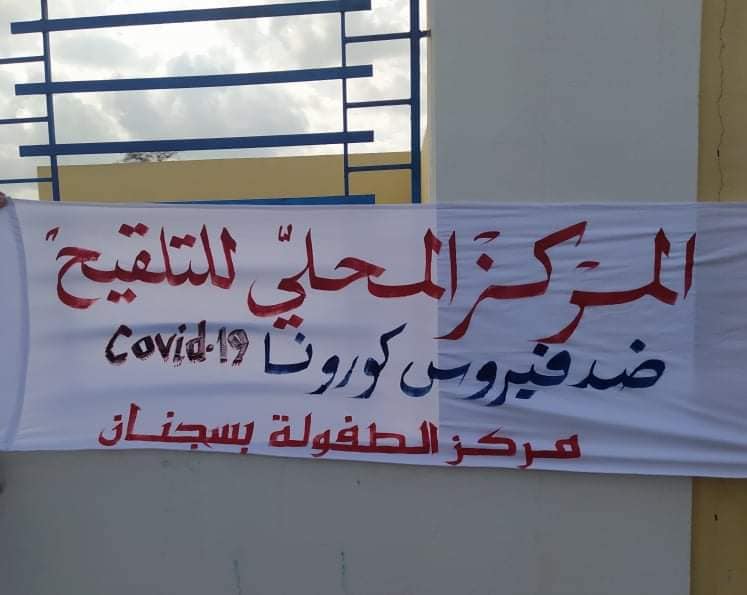 المركز المحلّي للتلقيح
ضد فيروس كورونا Covid.19
مركز الطفولة بسجنان